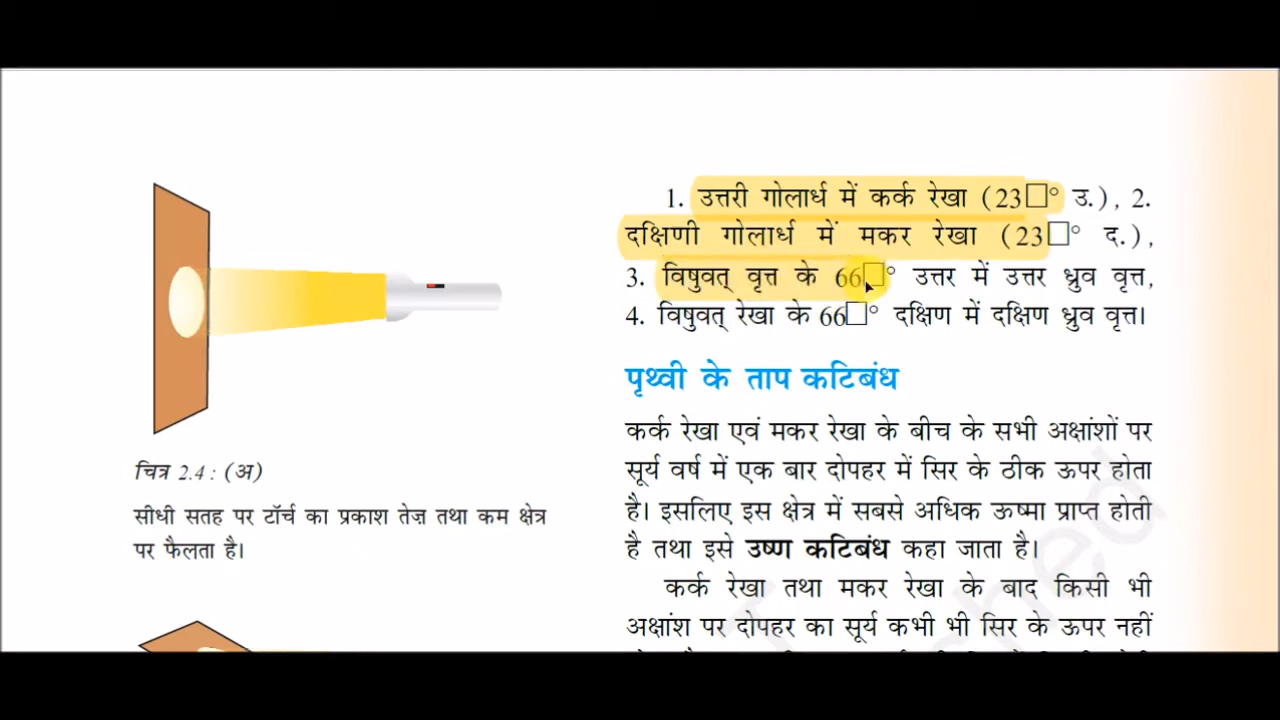 1. उत्तरी गोलार्ध में कर्क रेखा (23□° उ.), 2.
दक्षिणी गोलार्ध में मकर रेखा (23□° द.),
3. विषुवत् वृत्त के 66□° उत्तर में उत्तर ध्रुव वृत्त,
4. विषुवत् रेखा के 66□° दक्षिण में दक्षिण ध्रुव वृत्त।
पृथ्वी के ताप कटिबंध
कर्क रेखा एवं मकर रेखा के बीच के सभी अक्षांशों पर
सूर्य वर्ष में एक बार दोपहर में सिर के ठीक ऊपर होता
है। इसलिए इस क्षेत्र में सबसे अधिक ऊष्मा प्राप्त होती
है तथा इसे उष्ण कटिबंध कहा जाता है।
कर्क रेखा तथा मकर रेखा के बाद किसी भी
अक्षांश पर दोपहर का सूर्य कभी भी सिर के ऊपर नहीं
चित्र 2.4 : (अ)
सीधी सतह पर टॉर्च का प्रकाश तेज़ तथा कम क्षेत्र
पर फैलता है।